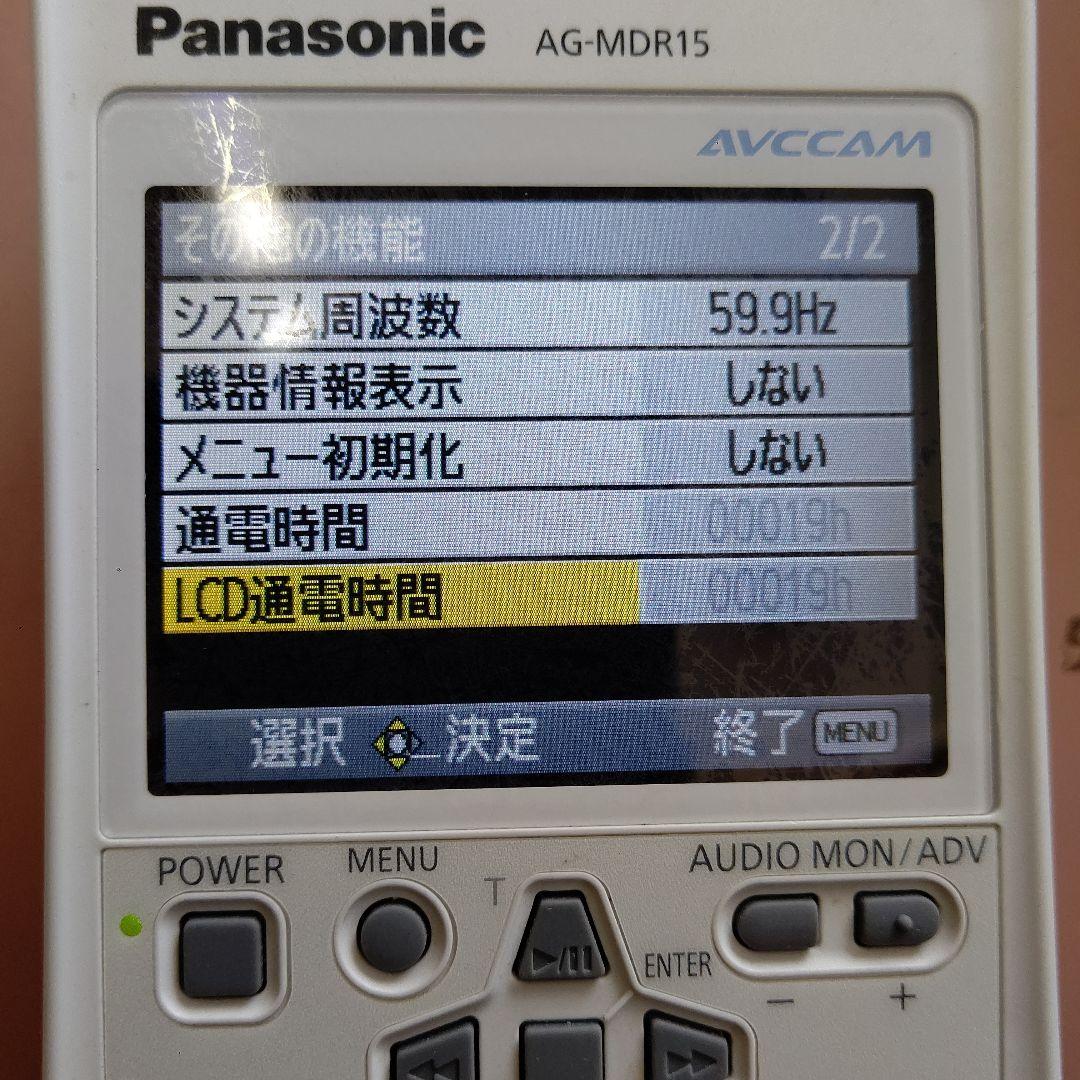 Panasonic AG-MDR15
AVCCAM
その他の機能 2/2
システム周波数 59.9Hz
機器情報表示 しない
メニュー初期化 しない
通電時間 00019h
LCD通電時間 00019h
選択 決定 終了 MENU
POWER MENU AUDIO MON/ADV
T
ENTER
− +